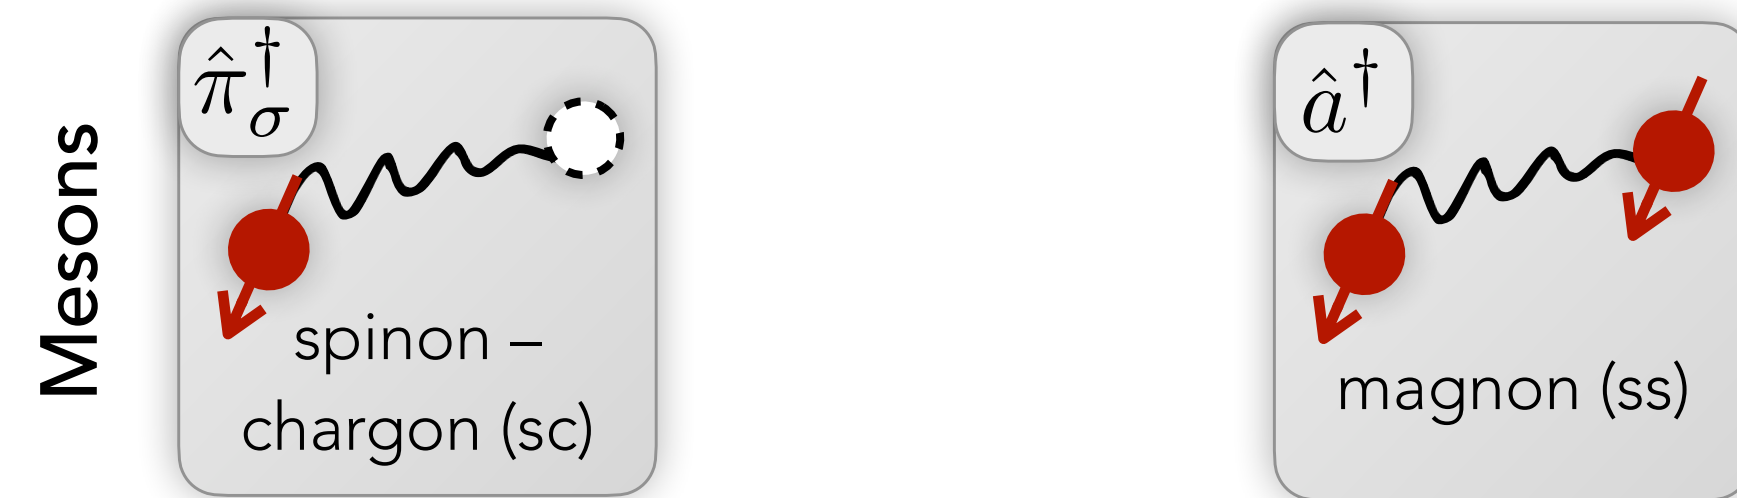 Mesons
π̂†σ
spinon –
chargon (sc)
â†
magnon (ss)